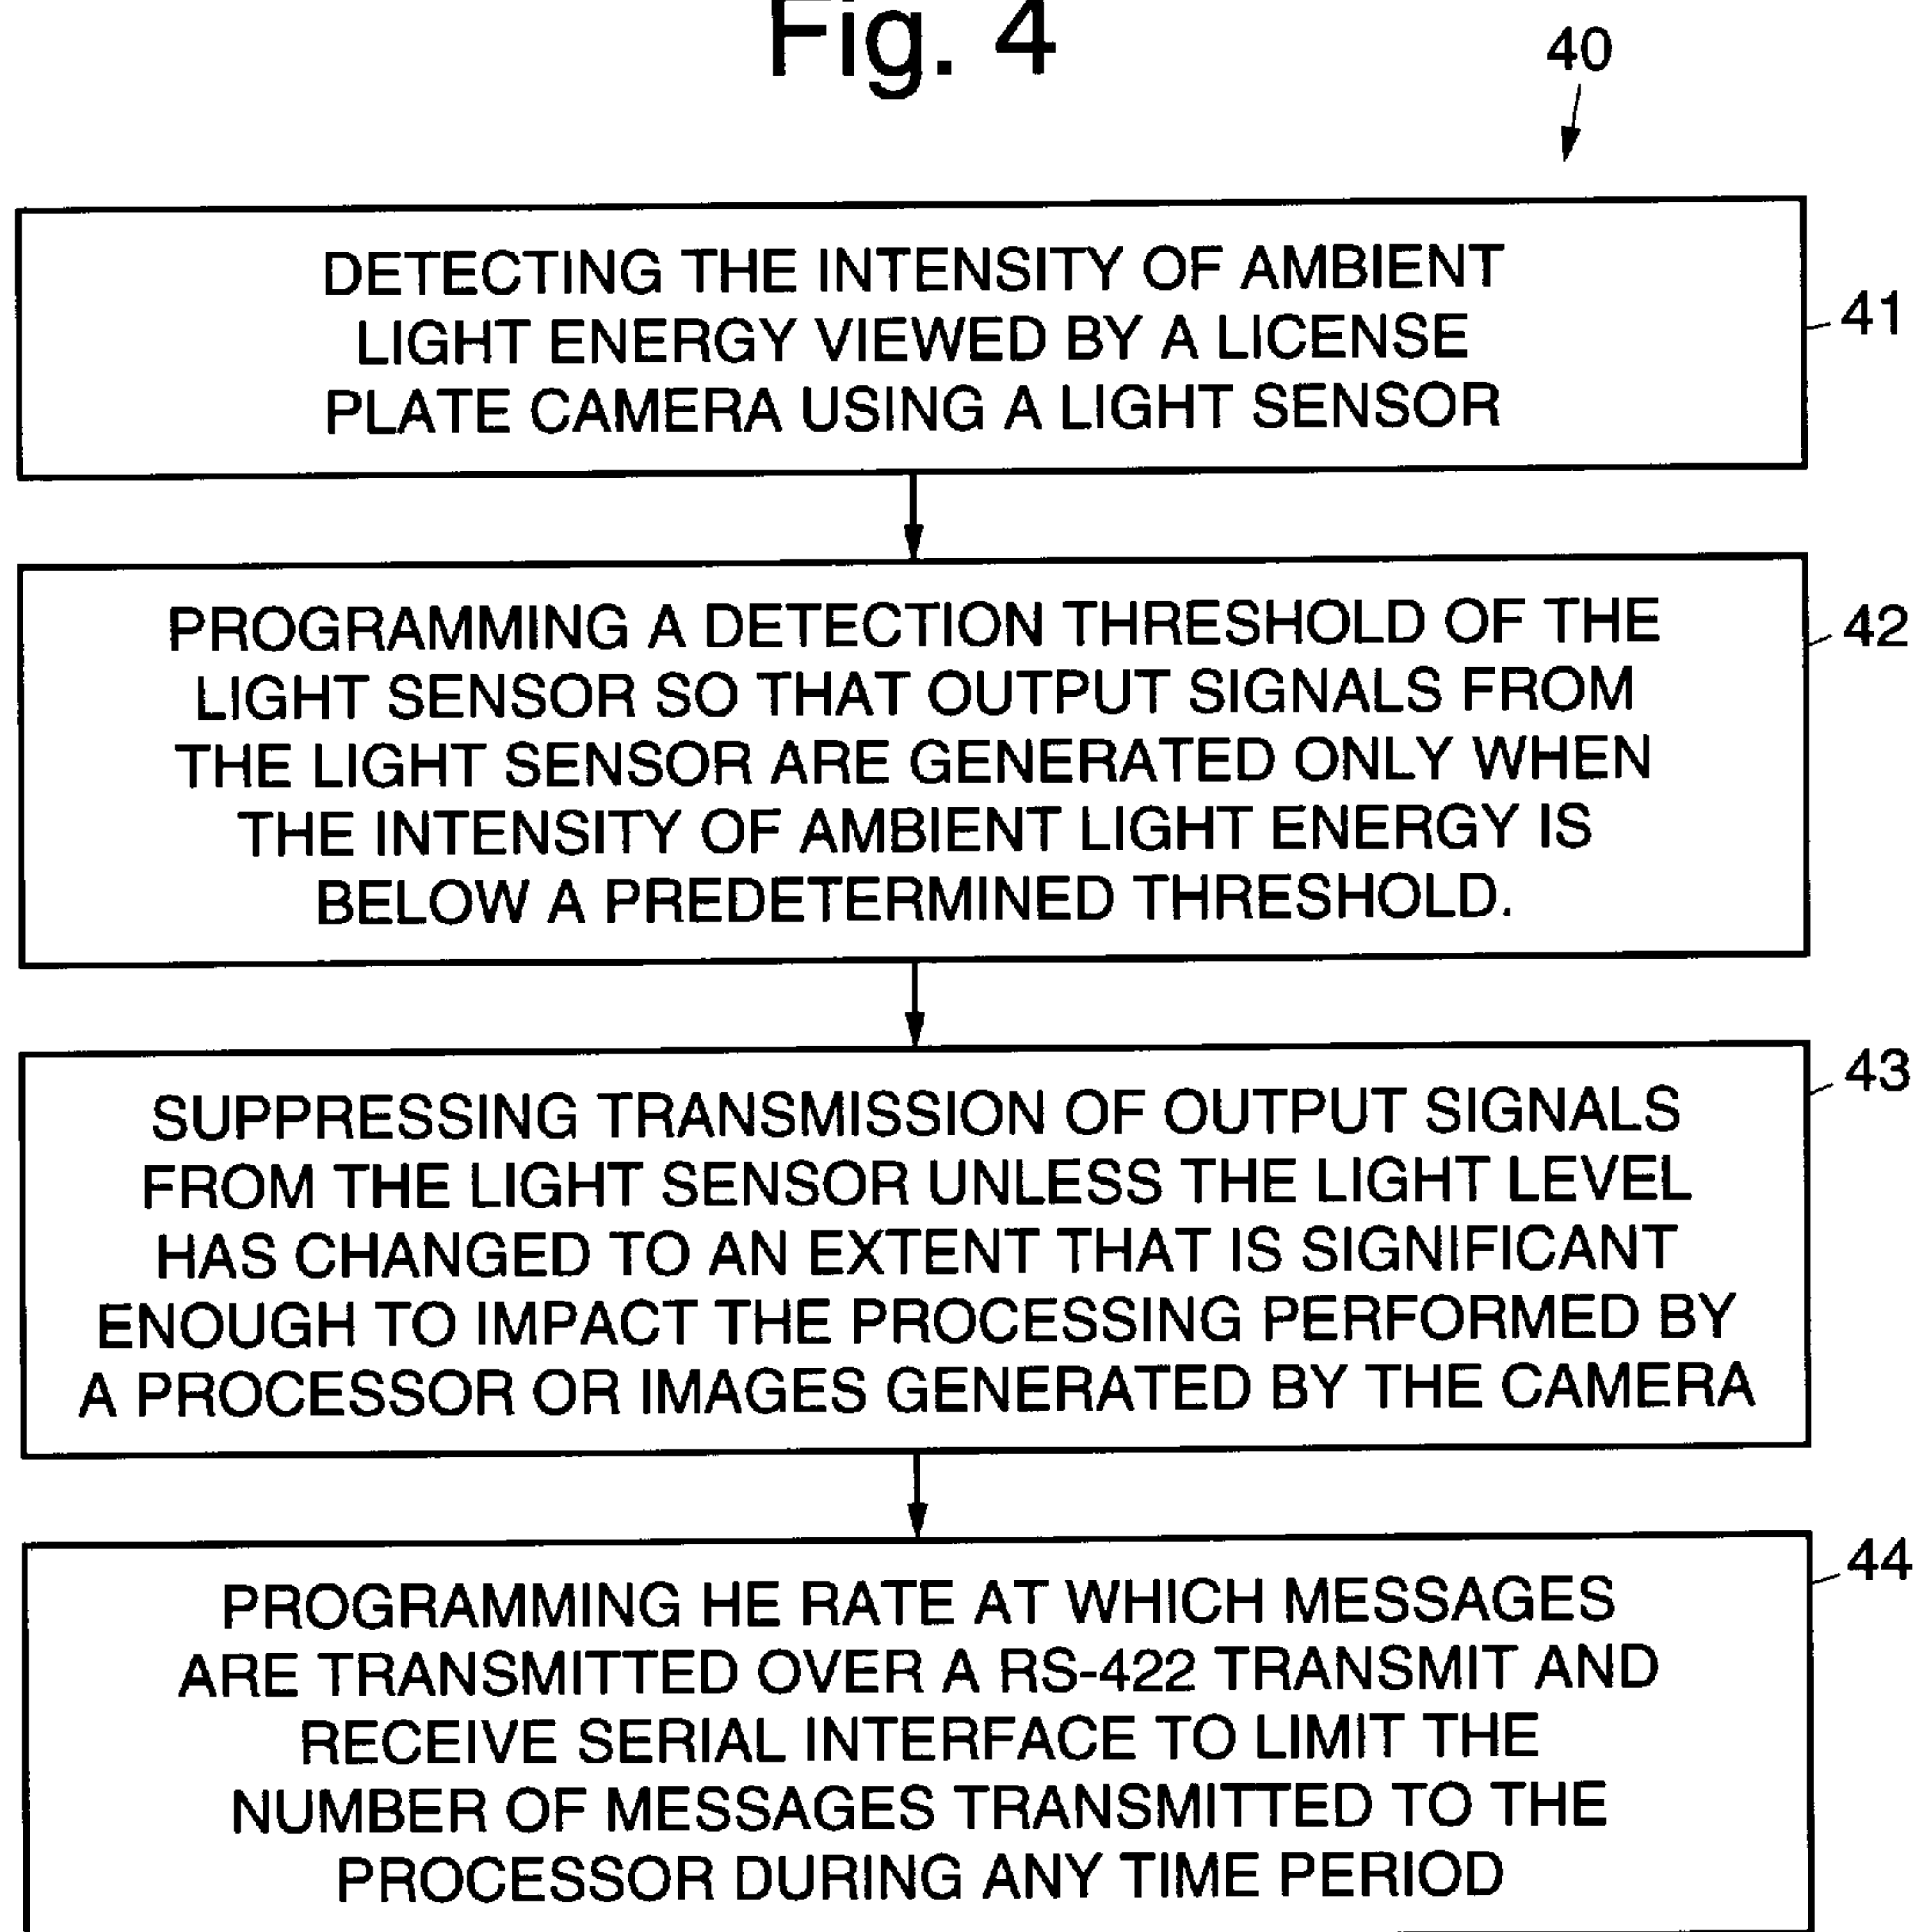 Fig. 4
40
DETECTING THE INTENSITY OF AMBIENT
LIGHT ENERGY VIEWED BY A LICENSE
PLATE CAMERA USING A LIGHT SENSOR
41
PROGRAMMING A DETECTION THRESHOLD OF THE
LIGHT SENSOR SO THAT OUTPUT SIGNALS FROM
THE LIGHT SENSOR ARE GENERATED ONLY WHEN
THE INTENSITY OF AMBIENT LIGHT ENERGY IS
BELOW A PREDETERMINED THRESHOLD.
42
SUPPRESSING TRANSMISSION OF OUTPUT SIGNALS
FROM THE LIGHT SENSOR UNLESS THE LIGHT LEVEL
HAS CHANGED TO AN EXTENT THAT IS SIGNIFICANT
ENOUGH TO IMPACT THE PROCESSING PERFORMED BY
A PROCESSOR OR IMAGES GENERATED BY THE CAMERA
43
PROGRAMMING HE RATE AT WHICH MESSAGES
ARE TRANSMITTED OVER A RS-422 TRANSMIT AND
RECEIVE SERIAL INTERFACE TO LIMIT THE
NUMBER OF MESSAGES TRANSMITTED TO THE
PROCESSOR DURING ANY TIME PERIOD
44